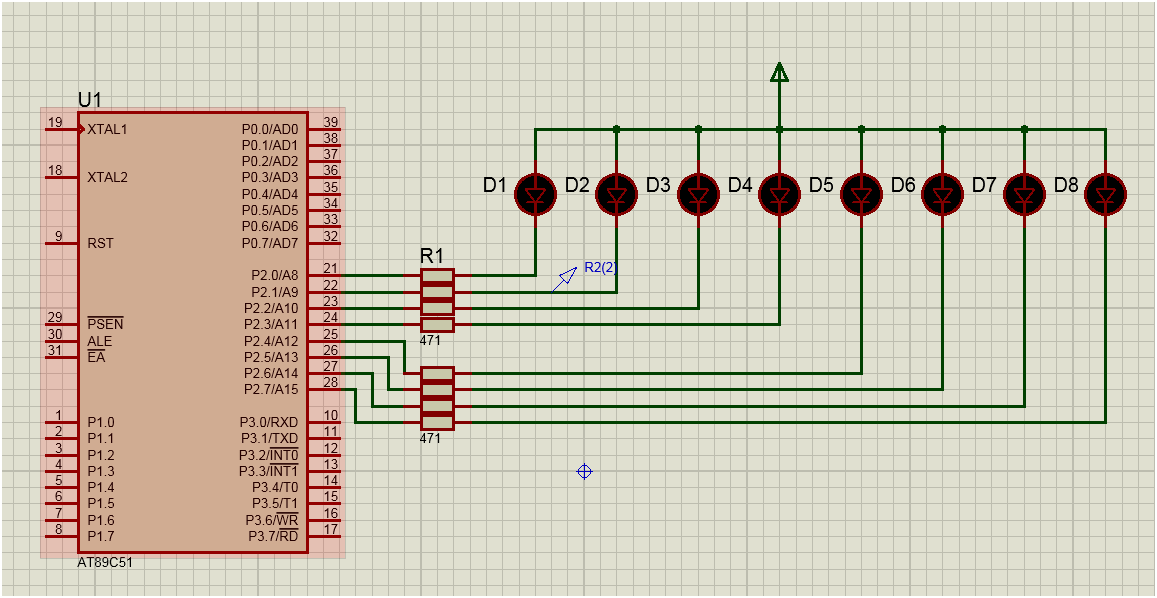 U1
19
XTAL1
18
XTAL2
9
RST
29
PSEN
30
ALE
31
EA
1
P1.0
2
P1.1
3
P1.2
4
P1.3
5
P1.4
6
P1.5
7
P1.6
8
P1.7
P0.0/AD0
39
P0.1/AD1
38
P0.2/AD2
37
P0.3/AD3
36
P0.4/AD4
35
P0.5/AD5
34
P0.6/AD6
33
P0.7/AD7
32
P2.0/A8
21
P2.1/A9
22
P2.2/A10
23
P2.3/A11
24
P2.4/A12
25
P2.5/A13
26
P2.6/A14
27
P2.7/A15
28
P3.0/RXD
10
P3.1/TXD
11
P3.2/INT0
12
P3.3/INT1
13
P3.4/T0
14
P3.5/T1
15
P3.6/WR
16
P3.7/RD
17
AT89C51
R1
471
471
R2(2)
D1
D2
D3
D4
D5
D6
D7
D8